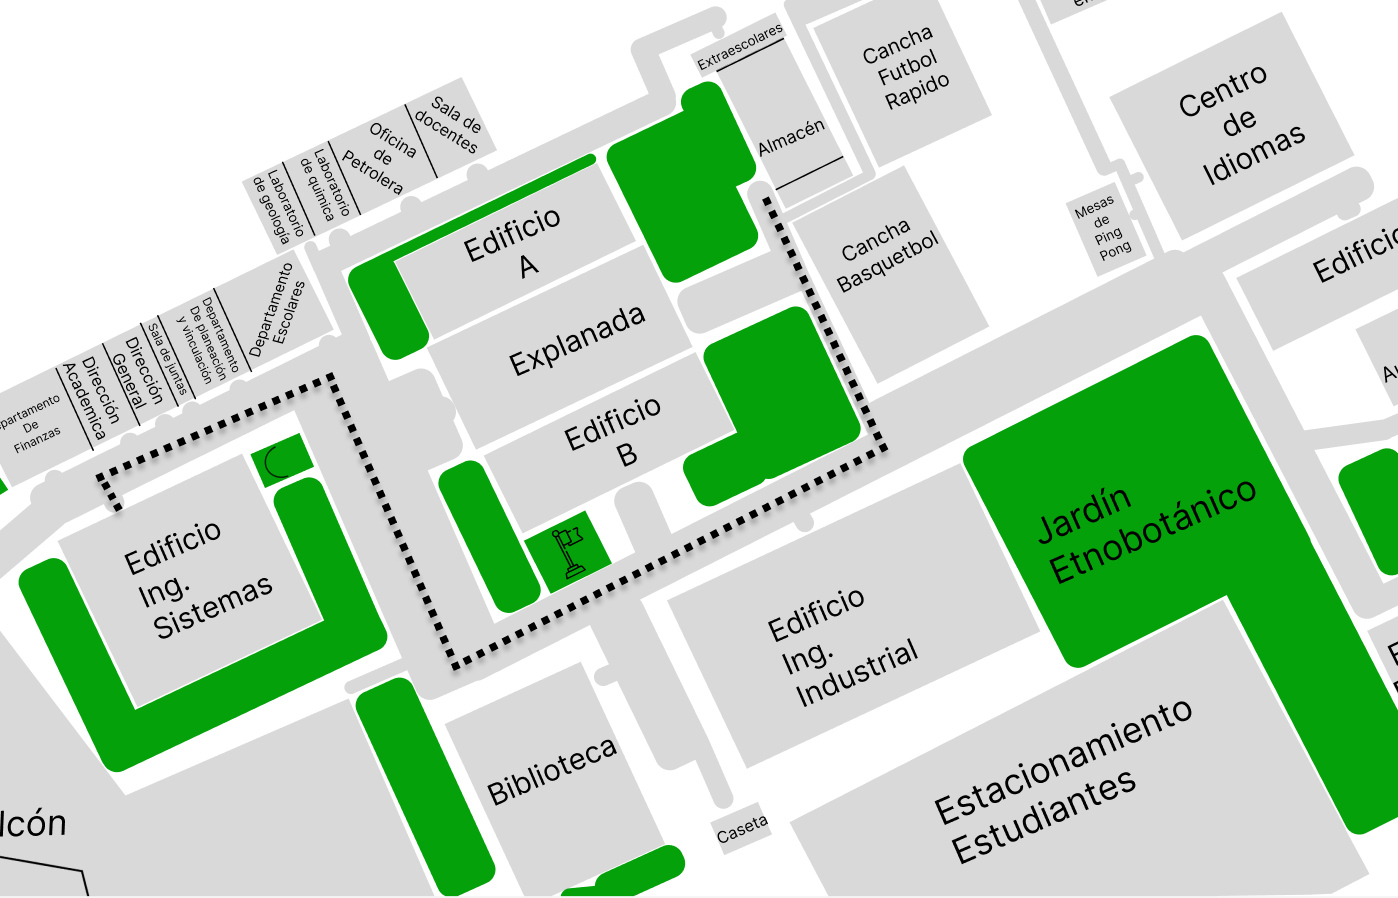 Extraescolares
Cancha
Futbol
Rapido
Almacén
Centro
de
Idiomas
Sala de
docentes
Oficina
de
Petrolera
Laboratorio
de química
Laboratorio
de geología
Mesas
de
Ping
Pong
Cancha
Basquetbol
Edificio
A
Explanada
Edificio
B
Departamento
Escolares
Departamento
De planeación
y vinculación
Sala de juntas
Dirección
General
Dirección
Academica
partamento
De
Finanzas
Edificio
Ing.
Sistemas
Jardín
Etnobotánico
Edificio
Ing.
Industrial
Biblioteca
Caseta
Estacionamiento
Estudiantes
lcón
Edificio